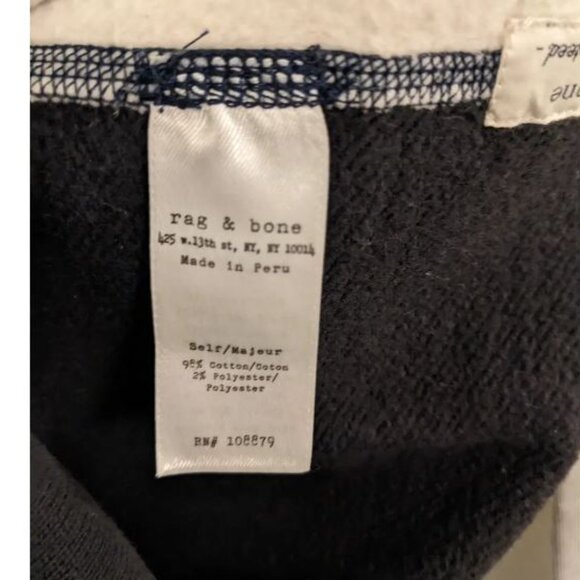 rag & bone
425 w.13th st, NY, NY 10014
Made in Peru
Self/Majeur
98% Cotton/Coton
2% Polyester/
Polyester
RN# 108879